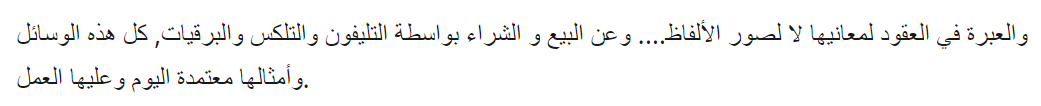 والعبرة في العقود لمعانيها لا لصور الألفاظ.... وعن البيع و الشراء بواسطة التليفون والتلكس والبرقيات, كل هذه الوسائل
وأمثالها معتمدة اليوم وعليها العمل.